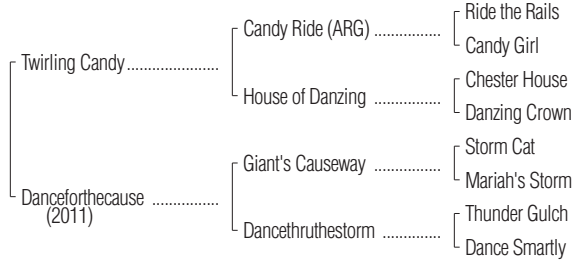 Ride the Rails
Candy Ride (ARG) ................
Candy Girl
Twirling Candy ......................
Chester House
House of Danzing ................
Danzing Crown
Storm Cat
Giant's Causeway ................
Mariah's Storm
Danceforthecause ................
(2011)
Thunder Gulch
Dancethruthestorm ..............
Dance Smartly